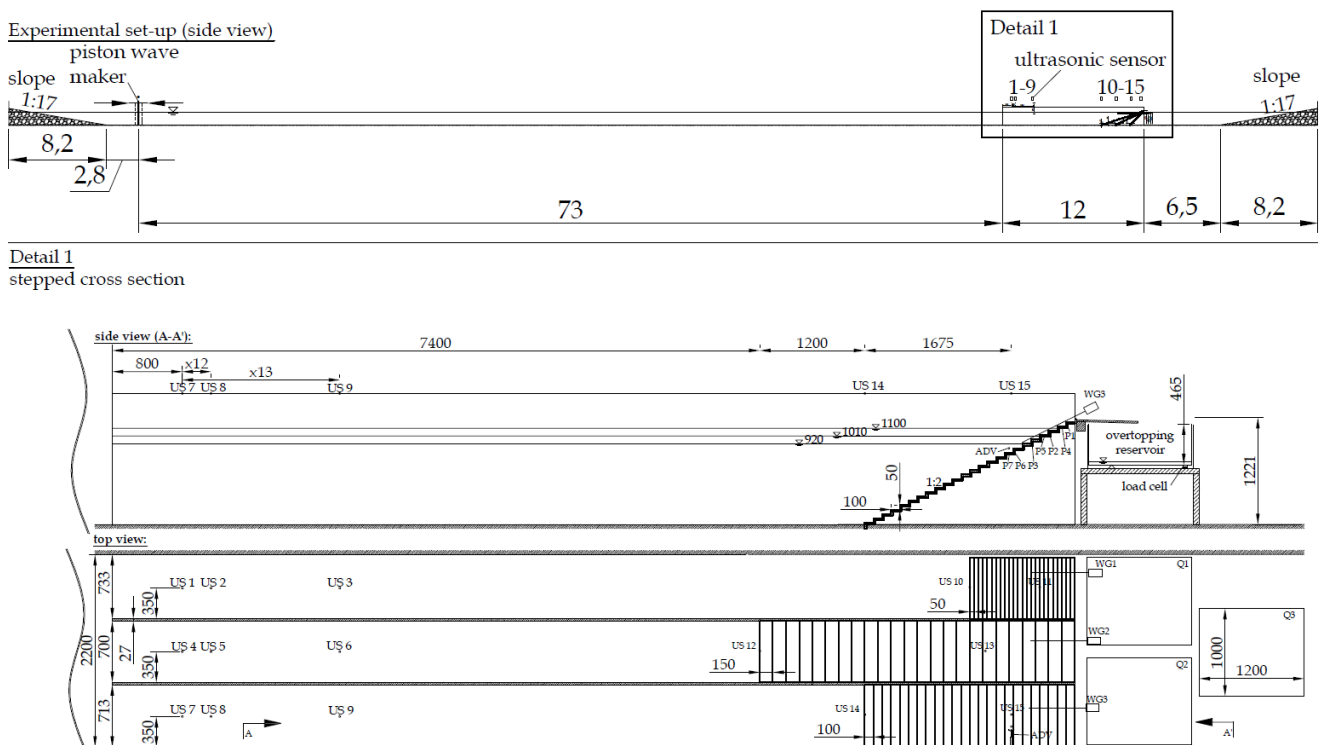 Experimental set-up (side view)
piston wave
maker
slope
1:17
8,2
2,8
73
Detail 1
ultrasonic sensor
1-9
10-15
slope
1:17
12
6,5
8,2
Detail 1
stepped cross section
side view (A-A'):
7400
1200
1675
800
x12
x13
US 7
US 8
US 9
US 14
US 15
WG3
465
1100
1010
920
ADV
P1
P5 P2 P4
P7 P6 P3
overtopping
reservoir
load cell
1221
50
1:2
100
top view:
2200
733
350
US 1
US 2
US 3
US 10
US 11
50
WG1
Q1
700
27
350
US 4
US 5
US 6
US 12
US 13
150
WG2
Q3
1000
1200
713
350
US 7
US 8
US 9
A
US 14
US 15
100
ADV
WG3
Q2
A'